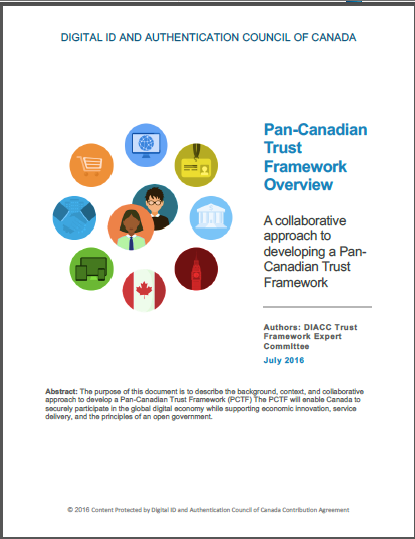 DIGITAL ID AND AUTHENTICATION COUNCIL OF CANADA
Pan-Canadian
Trust
Framework
Overview
A collaborative
approach to
developing a Pan-
Canadian Trust
Framework
Authors: DIACC Trust
Framework Expert
Committee
July 2016
Abstract: The purpose of this document is to describe the background, context, and collaborative
approach to develop a Pan-Canadian Trust Framework (PCTF) The PCTF will enable Canada to
securely participate in the global digital economy while supporting economic innovation, service
delivery, and the principles of an open government.
© 2016 Content Protected by Digital ID and Authentication Council of Canada Contribution Agreement